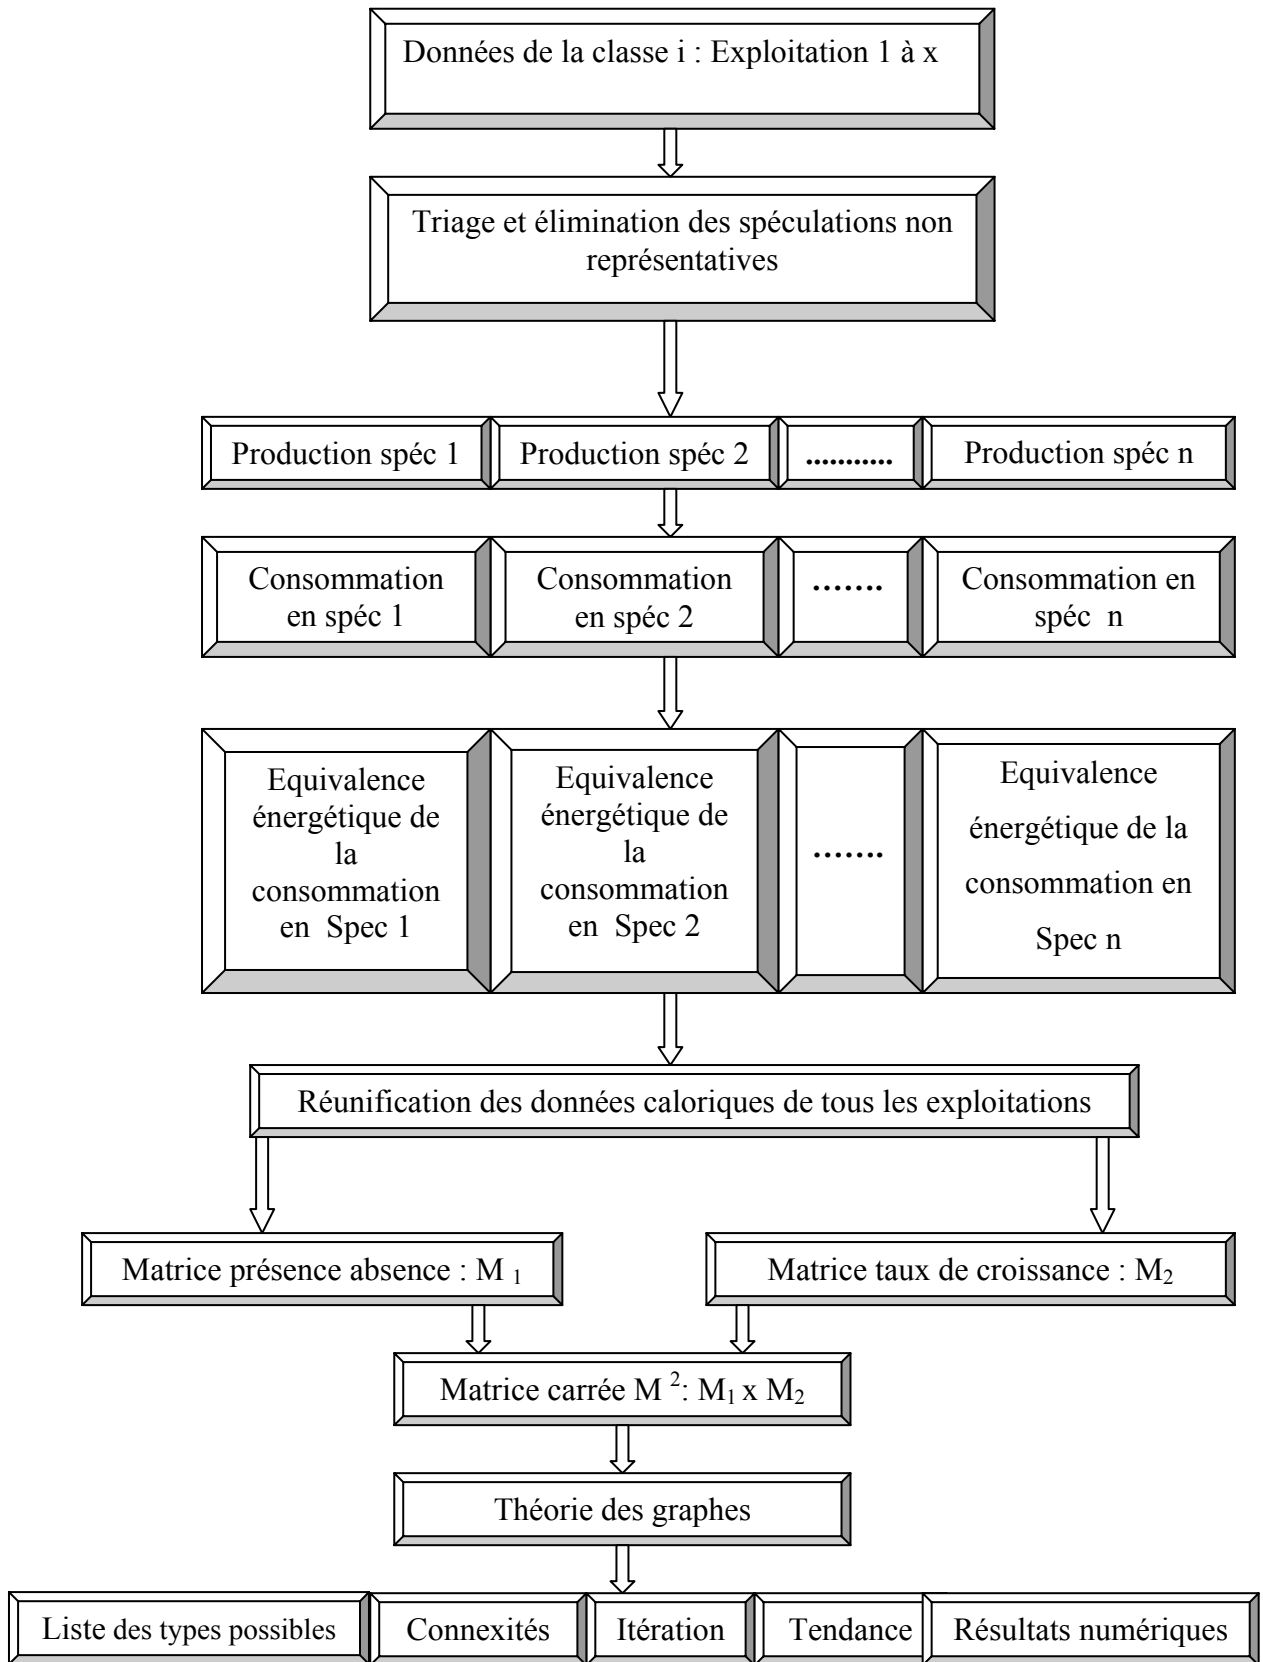 Données de la classe i : Exploitation 1 à x
Triage et élimination des spéculations non
représentatives
Production spéc 1
Production spéc 2
...........
Production spéc n
Consommation
en spéc 1
Consommation
en spéc 2
…….
Consommation en
spéc n
Equivalence
énergétique de
la
consommation
en Spec 1
Equivalence
énergétique de
la
consommation
en Spec 2
…….
Equivalence
énergétique de la
consommation en
Spec n
Réunification des données caloriques de tous les exploitations
Matrice présence absence : M 1
Matrice taux de croissance : M2
Matrice carrée M 2: M1 x M2
Théorie des graphes
Liste des types possibles
Connexités
Itération
Tendance
Résultats numériques